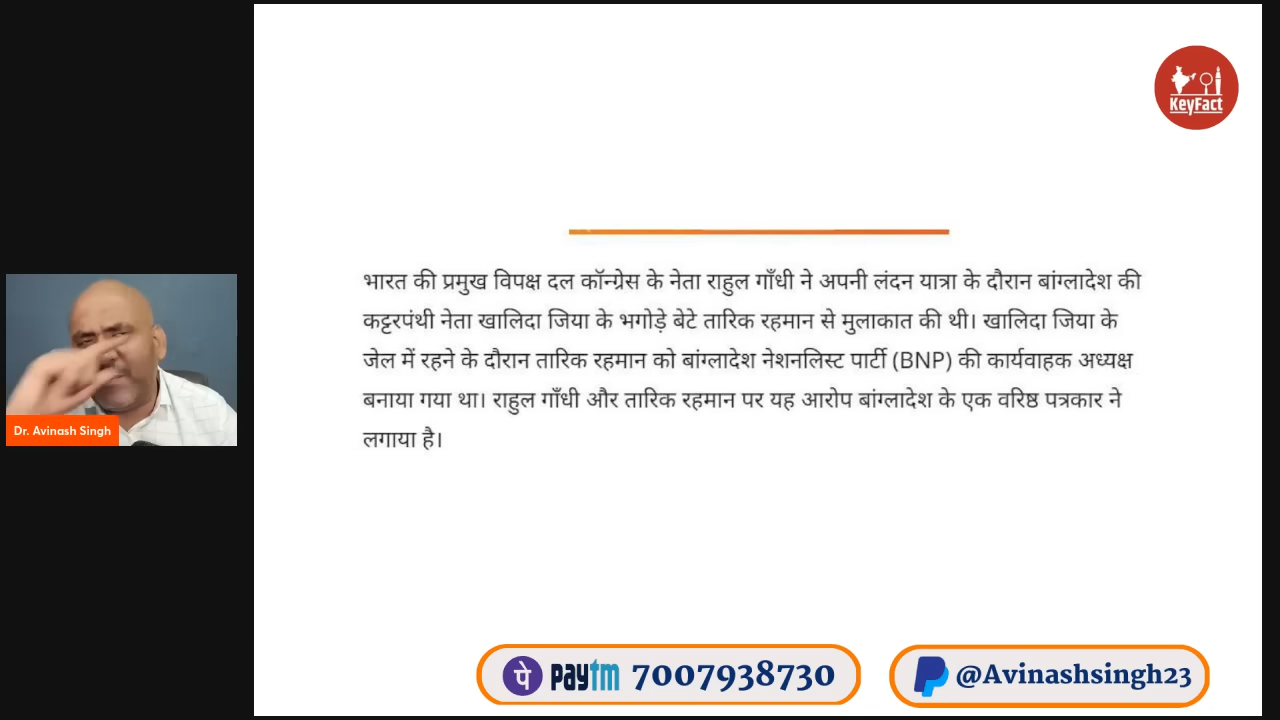 KeyFact
भारत की प्रमुख विपक्ष दल कॉन्ग्रेस के नेता राहुल गाँधी ने अपनी लंदन यात्रा के दौरान बांग्लादेश की
कट्टरपंथी नेता खालिदा जिया के भगोड़े बेटे तारिक रहमान से मुलाकात की थी। खालिदा जिया के
जेल में रहने के दौरान तारिक रहमान को बांग्लादेश नेशनलिस्ट पार्टी (BNP) की कार्यवाहक अध्यक्ष
बनाया गया था। राहुल गाँधी और तारिक रहमान पर यह आरोप बांग्लादेश के एक वरिष्ठ पत्रकार ने
लगाया है।
Dr. Avinash Singh
पे paytm 7007938730
@Avinashsingh23